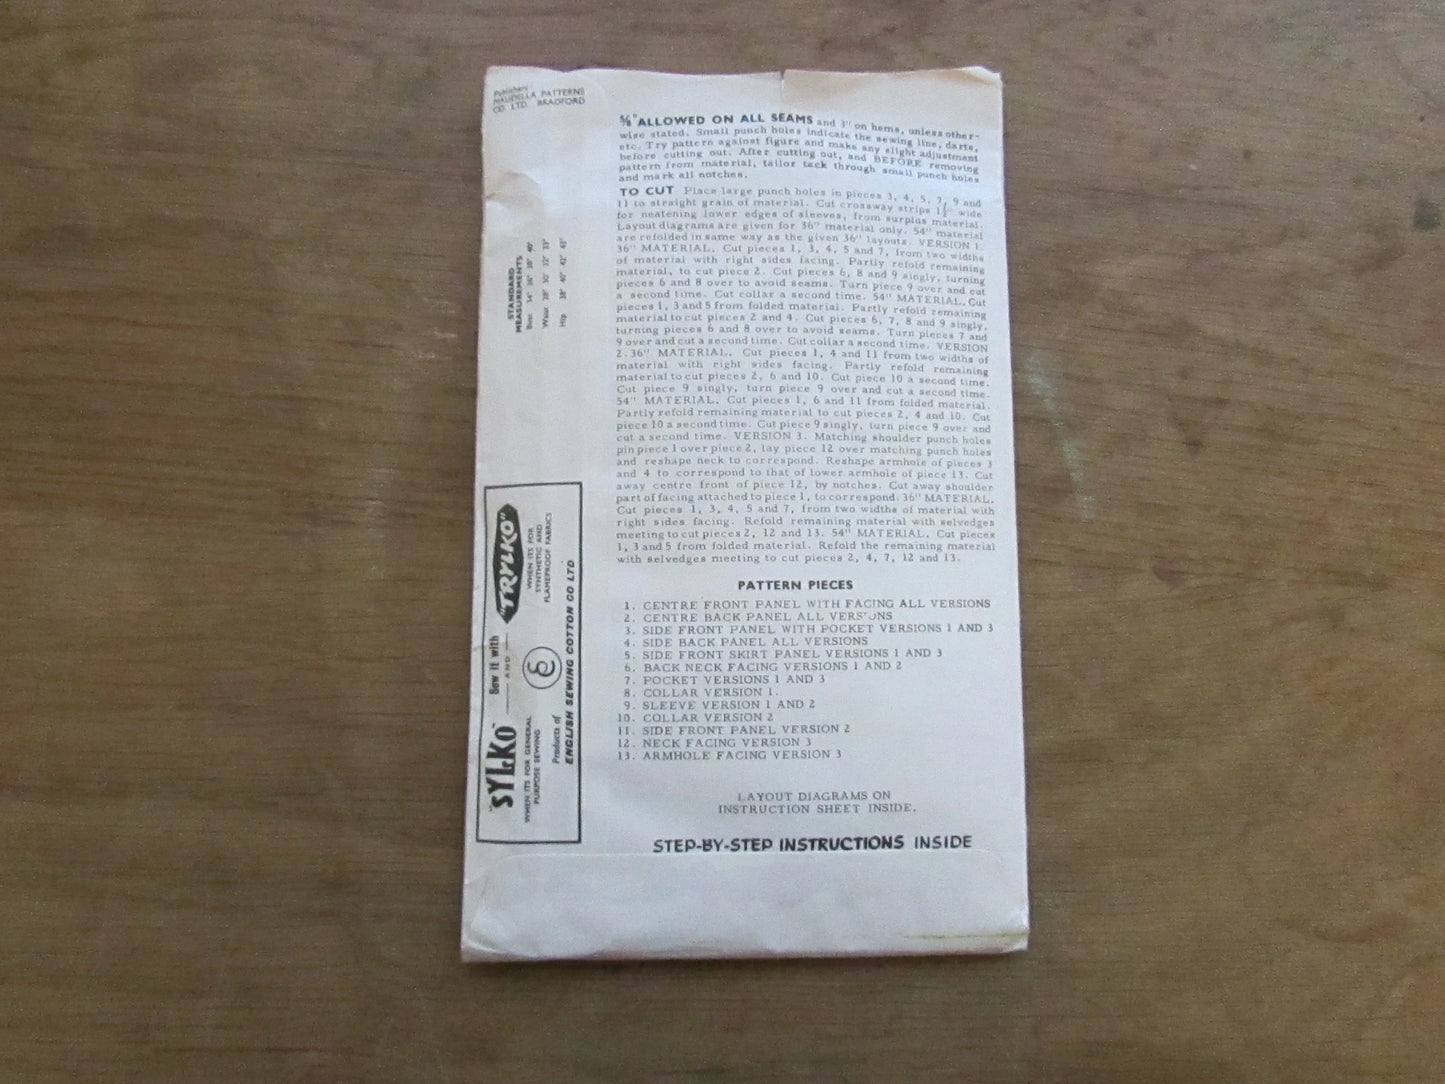 Publishers
MAUDELLA PATTERNS
CO. LTD. BRADFORD
STANDARD
MEASUREMENTS
Bust 34" 36" 38" 40"
Waist 28" 30" 32" 33"
Hip 38" 40" 42" 43"
"SYLKO" Sew it with "TRYLKO"
AND
WHEN ITS FOR GENERAL
PURPOSE SEWING
WHEN ITS FOR
SYNTHETIC AND
FLAMEPROOF FABRICS
Products of
ENGLISH SEWING COTTON CO LTD
⅝" ALLOWED ON ALL SEAMS and 3" on hems, unless other-
wise stated. Small punch holes indicate the sewing line, darts,
etc. Try pattern against figure and make any slight adjustment
before cutting out. After cutting out, and BEFORE removing
pattern from material, tailor tack through small punch holes
and mark all notches.
TO CUT Place large punch holes in pieces 3, 4, 5, 7, 9 and
11 to straight grain of material. Cut crossway strips wide
for neatening lower edges of sleeves, from surplus material.
Layout diagrams are given for 36" material only. 54" material
are refolded in same way as the given 36" layouts. VERSION 1.
36" MATERIAL. Cut pieces 1, 3, 4, 5 and 7, from two widths
of material with right sides facing. Partly refold remaining
material, to cut piece 2. Cut pieces 6, 8 and 9 singly, turning
pieces 6 and 8 over to avoid seams. Turn piece 9 over and cut
a second time. Cut collar a second time. 54" MATERIAL. Cut
pieces 1, 3 and 5 from folded material. Partly refold remaining
material to cut pieces 2 and 4. Cut pieces 6, 7, 8 and 9 singly,
turning pieces 6 and 8 over to avoid seams. Turn pieces 7 and
9 over and cut a second time. Cut collar a second time. VERSION
2. 36" MATERIAL. Cut pieces 1, 4 and 11 from two widths of
material with right sides facing. Partly refold remaining
material to cut pieces 2, 6 and 10. Cut piece 10 a second time.
Cut piece 9 singly, turn piece 9 over and cut a second time.
54" MATERIAL. Cut pieces 1, 6 and 11 from folded material.
Partly refold remaining material to cut pieces 2, 4 and 10. Cut
piece 10 a second time. Cut piece 9 singly, turn piece 9 over and
cut a second time. VERSION 3. Matching shoulder punch holes
pin piece 1 over piece 2, lay piece 12 over matching punch holes
and reshape neck to correspond. Reshape armhole of pieces 3
and 4 to correspond to that of lower armhole of piece 13. Cut
away centre front of piece 12, by notches. Cut away shoulder
part of facing attached to piece 1, to correspond. 36" MATERIAL.
Cut pieces 1, 3, 4, 5 and 7, from two widths of material with
right sides facing. Refold remaining material with selvedges
meeting to cut pieces 2, 12 and 13. 54" MATERIAL. Cut pieces
1, 3 and 5 from folded material. Refold the remaining material
with selvedges meeting to cut pieces 2, 4, 7, 12 and 13.
PATTERN PIECES
1. CENTRE FRONT PANEL WITH FACING ALL VERSIONS
2. CENTRE BACK PANEL ALL VERSIONS
3. SIDE FRONT PANEL WITH POCKET VERSIONS 1 AND 3
4. SIDE BACK PANEL ALL VERSIONS
5. SIDE FRONT SKIRT PANEL VERSIONS 1 AND 3
6. BACK NECK FACING VERSIONS 1 AND 2
7. POCKET VERSIONS 1 AND 3
8. COLLAR VERSION 1.
9. SLEEVE VERSION 1 AND 2
10. COLLAR VERSION 2
11. SIDE FRONT PANEL VERSION 2
12. NECK FACING VERSION 3
13. ARMHOLE FACING VERSION 3
LAYOUT DIAGRAMS ON
INSTRUCTION SHEET INSIDE.
STEP-BY-STEP INSTRUCTIONS INSIDE